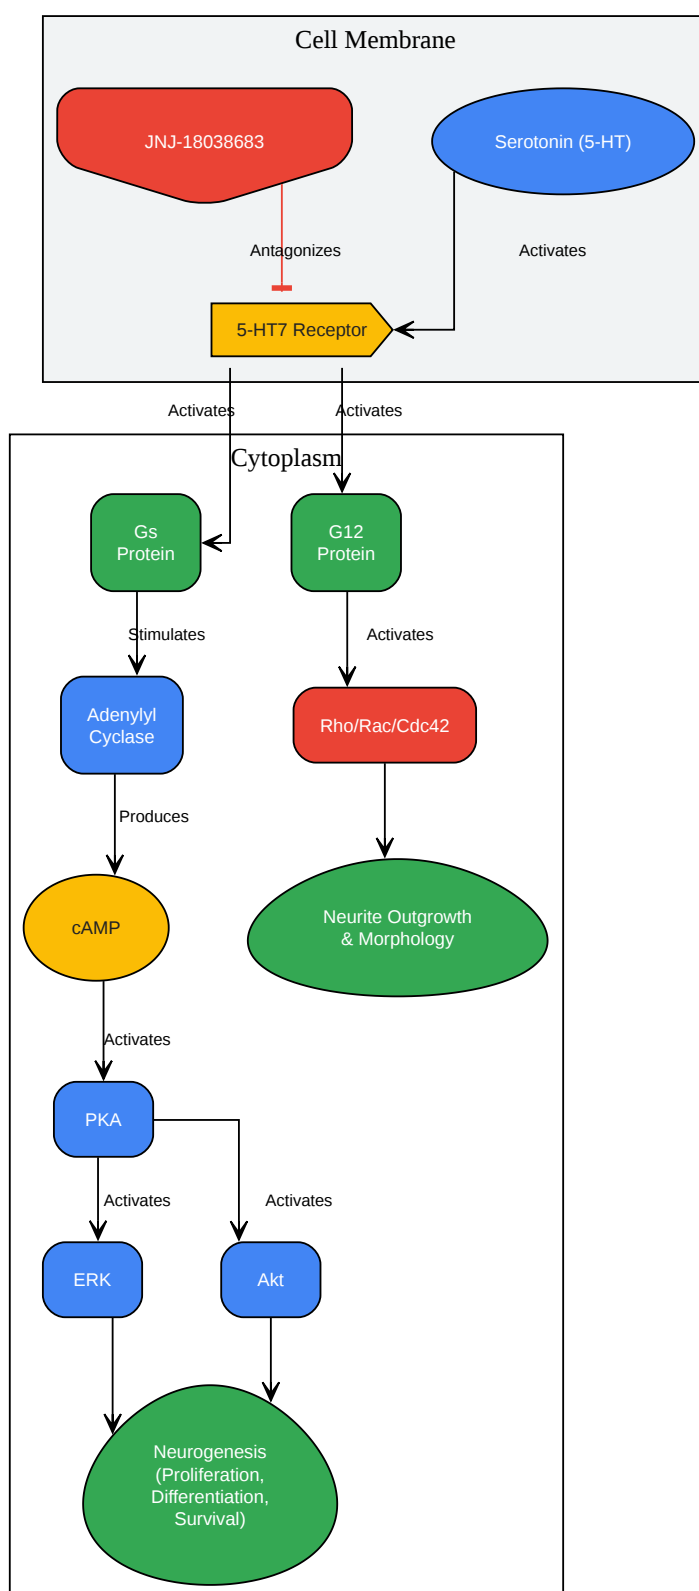 Cell Membrane
JNJ-18038683
Serotonin (5-HT)
Antagonizes
Activates
5-HT7 Receptor
Activates
Activates
Cytoplasm
Gs
Protein
G12
Protein
Stimulates
Activates
Adenylyl
Cyclase
Rho/Rac/Cdc42
Produces
cAMP
Neurite Outgrowth
& Morphology
Activates
PKA
Activates
Activates
ERK
Akt
Neurogenesis
(Proliferation,
Differentiation,
Survival)